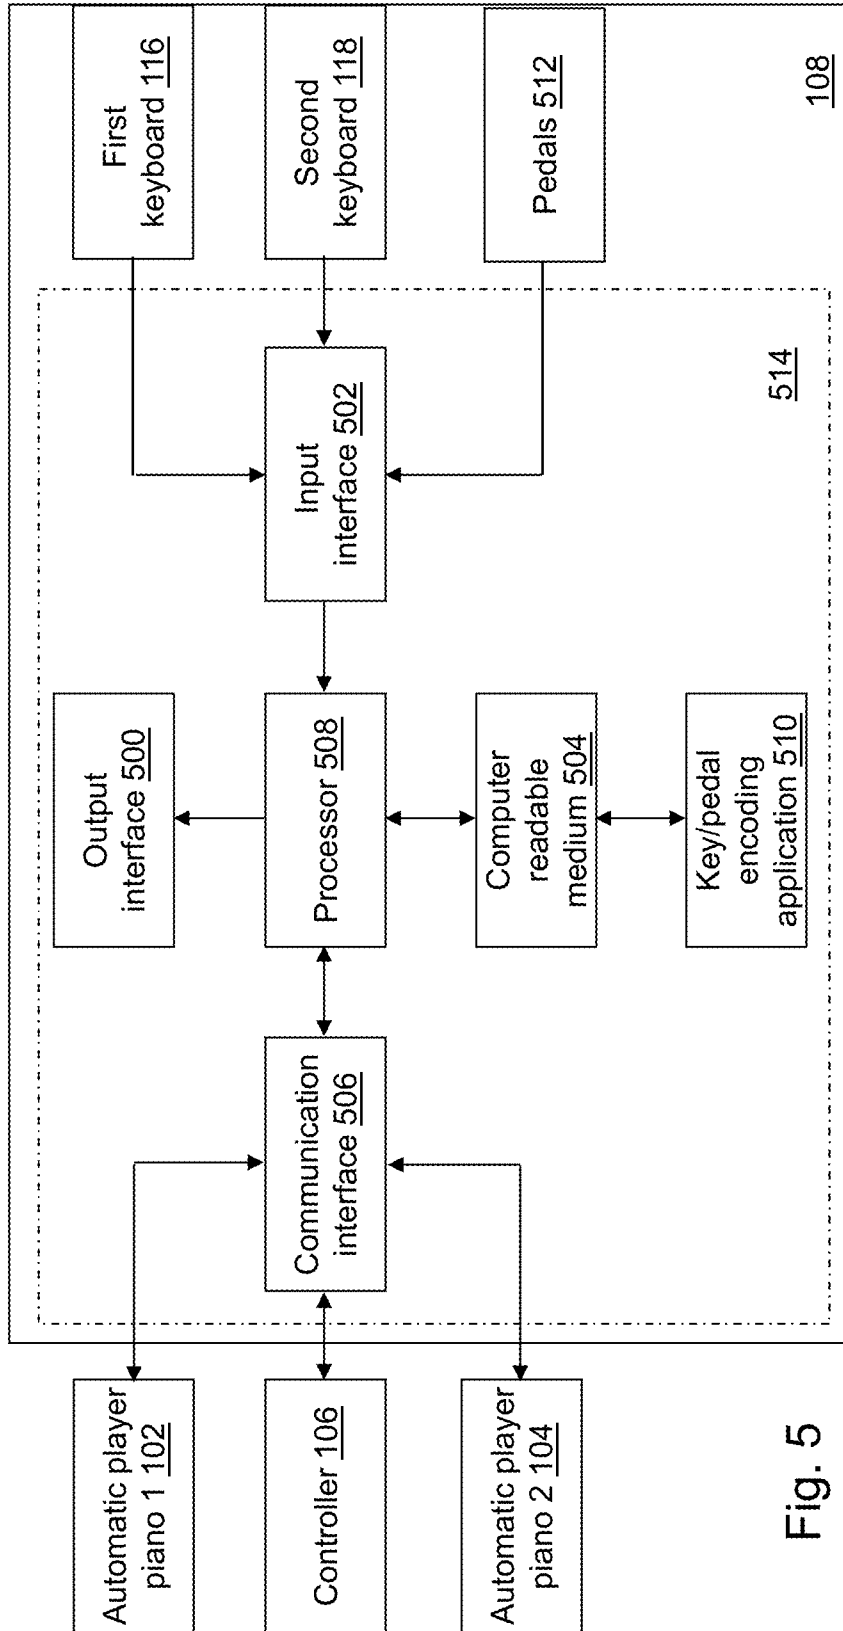 Automatic player
piano 1 102
Controller 106
Automatic player
piano 2 104
Communication
interface 506
Output
interface 500
Processor 508
Computer
readable
medium 504
Key/pedal
encoding
application 510
Input
interface 502
514
First
keyboard 116
Second
keyboard 118
Pedals 512
108
Fig. 5